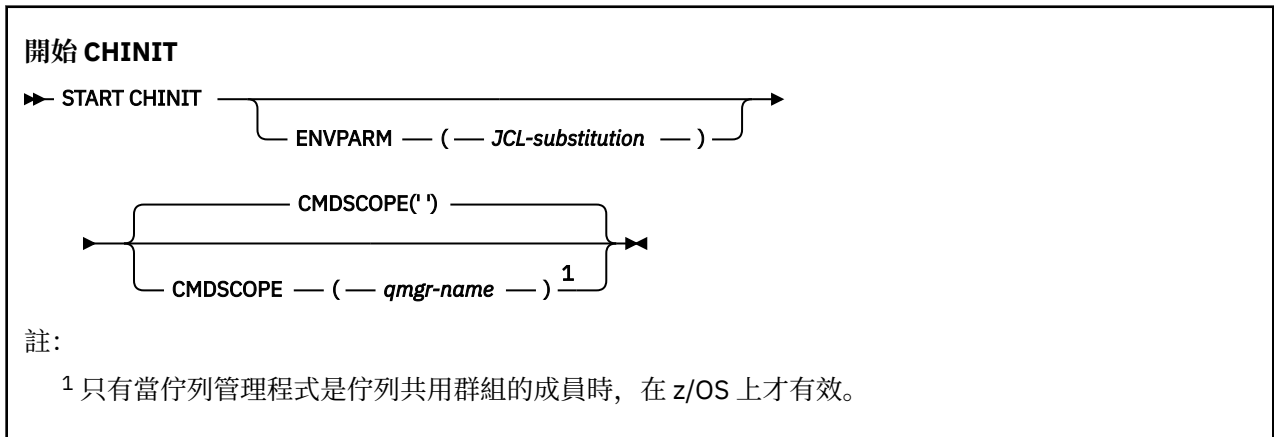 開始 CHINIT
START CHINIT
ENVPARM ( JCL-substitution )
CMDSCOPE(' ')
CMDSCOPE ( qmgr-name ) 1
註：
1 只有當佇列管理程式是佇列共用群組的成員時，在 z/OS 上才有效。